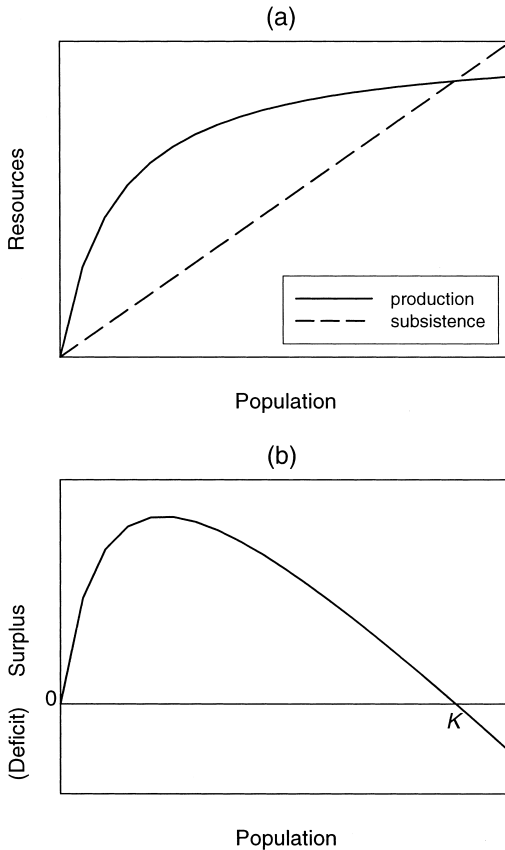 (a)
Resources
production
subsistence
Population
(b)
(Deficit) Surplus
0
K
Population